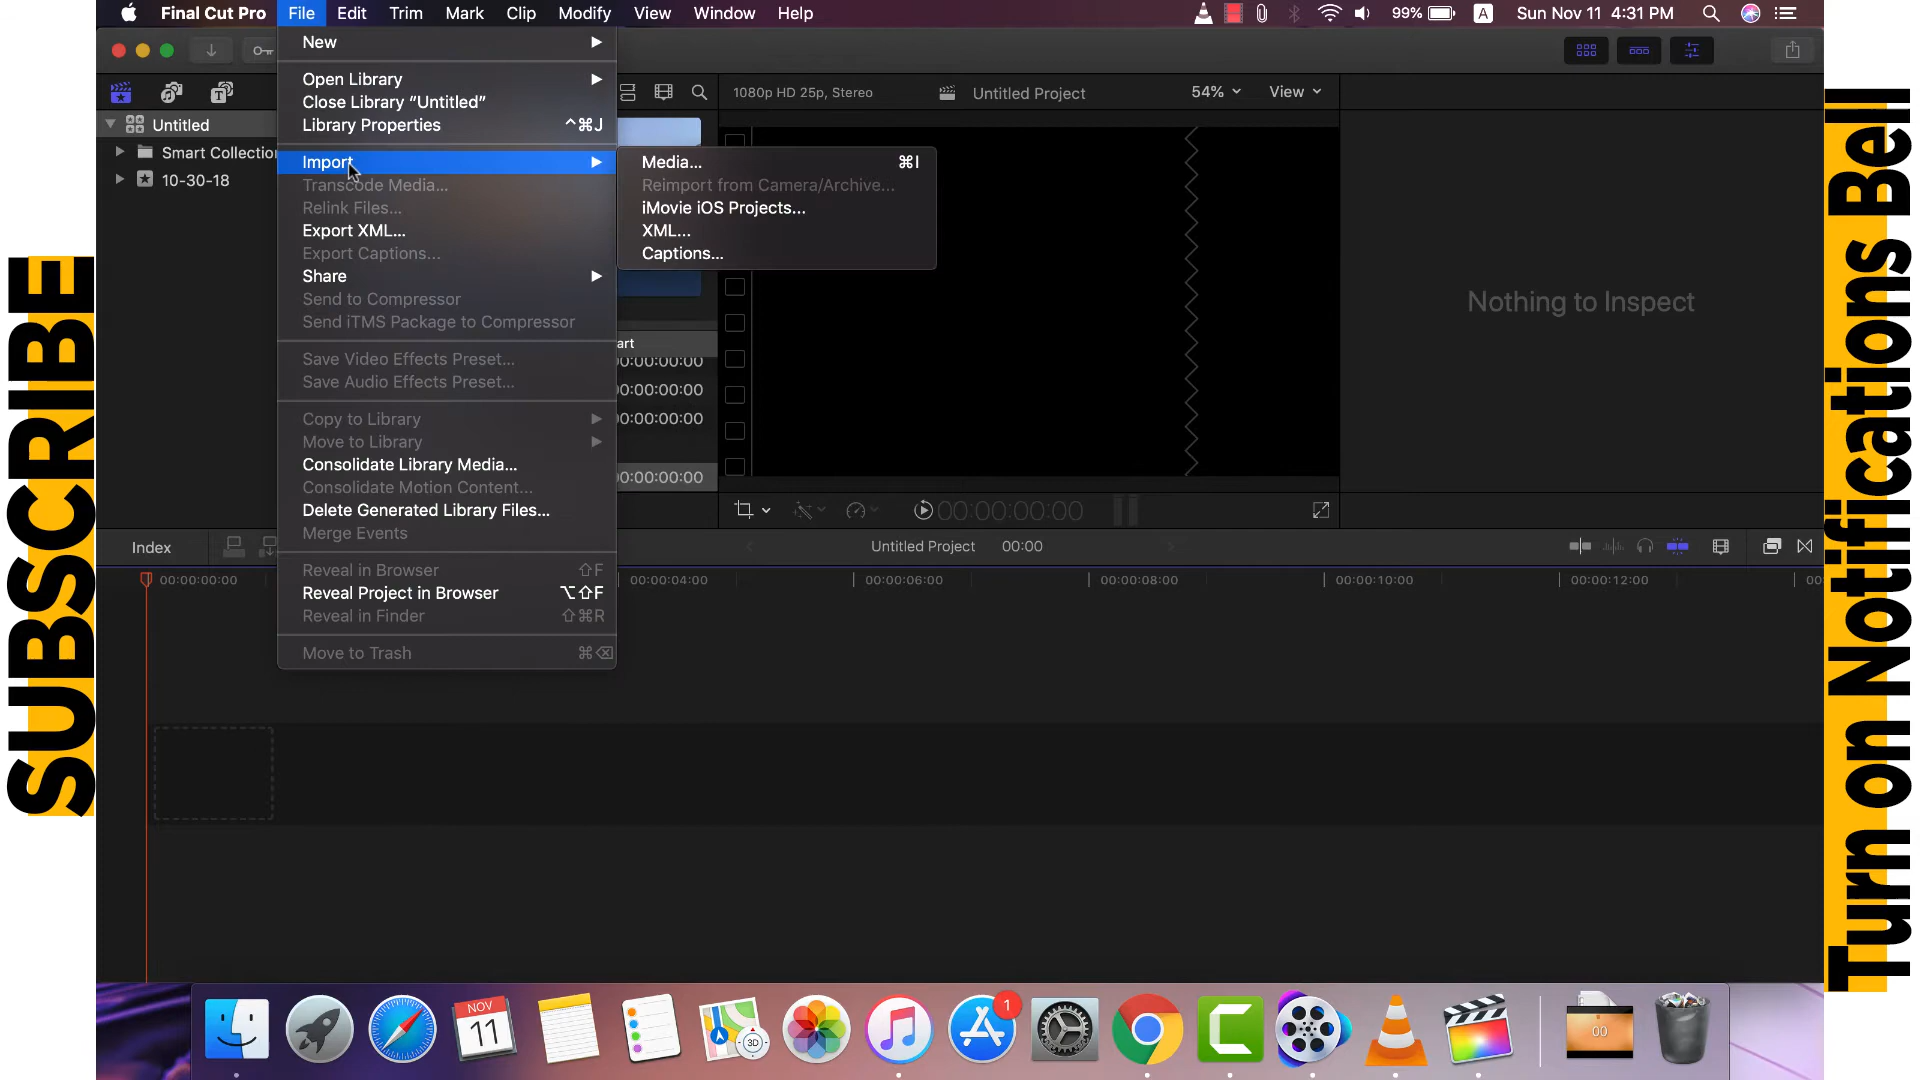 Final Cut Pro File Edit Trim Mark Clip Modify View Window Help
99% A Sun Nov 11 4:31 PM
New
Open Library
Close Library “Untitled”
Library Properties ^⌘J
Import
Transcode Media...
Relink Files...
Export XML...
Export Captions...
Share
Send to Compressor
Send iTMS Package to Compressor
Save Video Effects Preset...
Save Audio Effects Preset...
Copy to Library
Move to Library
Consolidate Library Media...
Consolidate Motion Content...
Delete Generated Library Files...
Merge Events
Reveal in Browser ⇧F
Reveal Project in Browser ⌥⇧F
Reveal in Finder ⇧⌘R
Move to Trash ⌘⌫
Media... ⌘I
Reimport from Camera/Archive...
iMovie iOS Projects...
XML...
Captions...
Untitled
Smart Collectio
10-30-18
1080p HD 25p, Stereo
Untitled Project
54%
View
art
00:00:00:00
00:00:00:00
00:00:00:00
00:00:00:00
Nothing to Inspect
00:00:00:00
Index
Untitled Project 00:00
00:00:00:00 00:00:04:00 00:00:06:00 00:00:08:00 00:00:10:00 00:00:12:00
NOV
11
3D
1
00
SUBSCRIBE
Turn on Notifications Bell